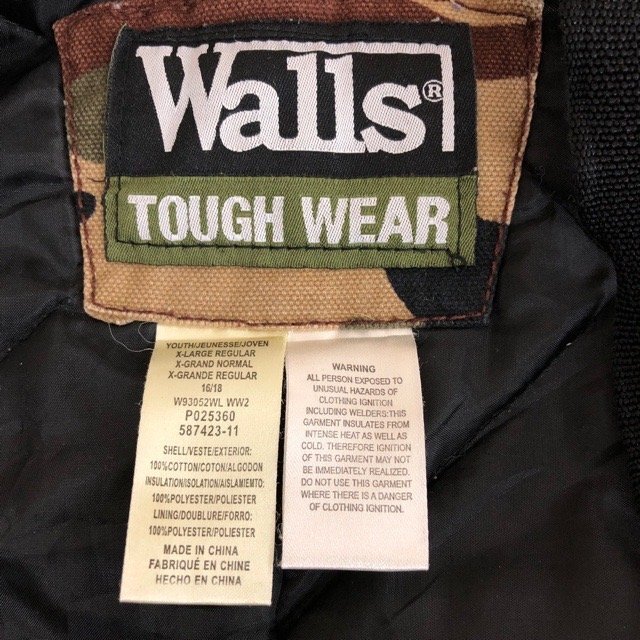 Walls®
TOUGH WEAR
YOUTH/JEUNESSE/JOVEN
X-LARGE REGULAR
X-GRAND NORMAL
X-GRANDE REGULAR
16/18
W93052WL WW2
P025360
587423-11
SHELL/VESTE/EXTERIOR:
100%COTTON/COTON/ALGODON
INSULATION/ISOLATION/AISLAMIEMTO:
100%POLYESTER/POLIESTER
LINING/DOUBLURE/FORRO:
100%POLYESTER/POLIESTER
MADE IN CHINA
FABRIQUÉ EN CHINE
HECHO EN CHINA
WARNING
ALL PERSON EXPOSED TO
UNUSUAL HAZARDS OF
CLOTHING IGNITION
INCLUDING WELDERS:THIS
GARMENT INSULATES FROM
INTENSE HEAT AS WELL AS
COLD. THEREFORE IGNITION
OF THIS GARMENT MAY NOT
BE IMMEDIATELY REALIZED.
DO NOT USE THIS GARMENT
WHERE THERE IS A DANGER
OF CLOTHING IGNITION.